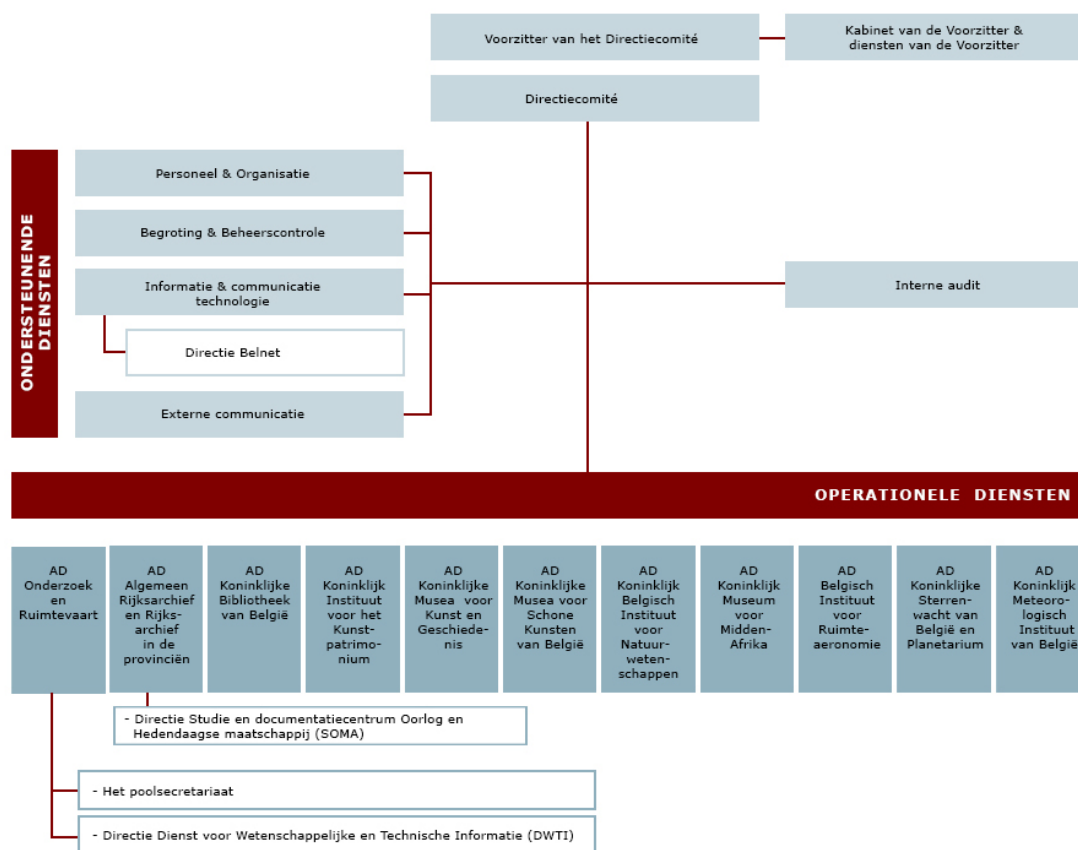 Voorzitter van het Directiecomité
Kabinet van de Voorzitter &
diensten van de Voorzitter
Directiecomité
ONDERSTEUNENDE
DIENSTEN
Personeel & Organisatie
Begroting & Beheerscontrole
Informatie & communicatie
technologie
Directie Belnet
Externe communicatie
Interne audit
OPERATIONELE DIENSTEN
AD
Onderzoek
en
Ruimtevaart
AD
Algemeen
Rijksarchief
en Rijks-
archief
in de
provinciën
AD
Koninklijke
Bibliotheek
van België
AD
Koninklijk
Instituut
voor het
Kunst-
patrimo-
nium
AD
Koninklijke
Musea voor
Kunst en
Geschiede-
nis
AD
Koninklijke
Musea voor
Schone
Kunsten
van België
AD
Koninklijk
Belgisch
Instituut
voor
Natuur-
weten-
schappen
AD
Koninklijk
Museum
voor
Midden-
Afrika
AD
Belgisch
Instituut
voor
Ruimte-
aeronomie
AD
Koninklijke
Sterren-
wacht van
België en
Planetarium
AD
Koninklijk
Meteoro-
logisch
Instituut
van België
- Directie Studie en documentatiecentrum Oorlog en
Hedendaagse maatschappij (SOMA)
- Het poolsecretariaat
- Directie Dienst voor Wetenschappelijke en Technische Informatie (DWTI)